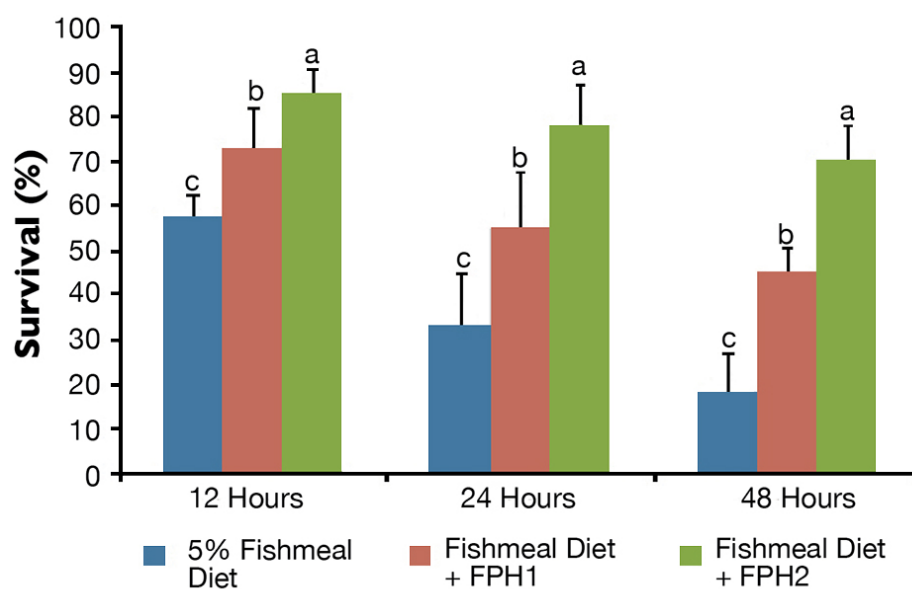 Survival (%)
100
90
80
70
60
50
40
30
20
10
0
c
b
a
c
b
a
c
b
a
12 Hours
24 Hours
48 Hours
5% Fishmeal
Diet
Fishmeal Diet
+ FPH1
Fishmeal Diet
+ FPH2